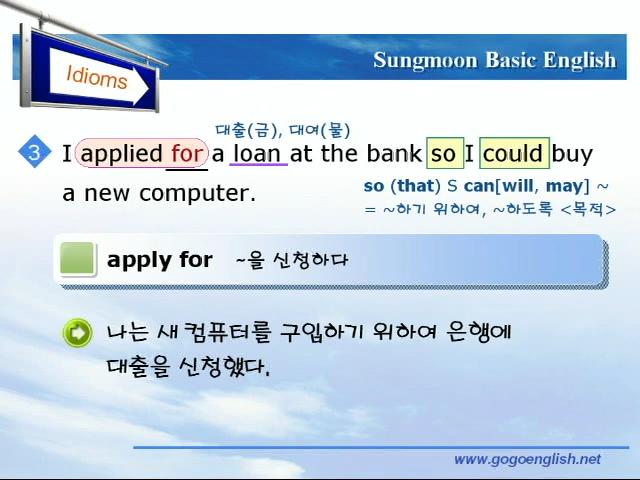 Idioms
Sungmoon Basic English
대출(금), 대여(물)
3 I applied for a loan at the bank so I could buy
a new computer.
so (that) S can[will, may] ~
= ~하기 위하여, ~하도록 <목적>
apply for ~을 신청하다
나는 새 컴퓨터를 구입하기 위하여 은행에
대출을 신청했다.
www.gogoenglish.net